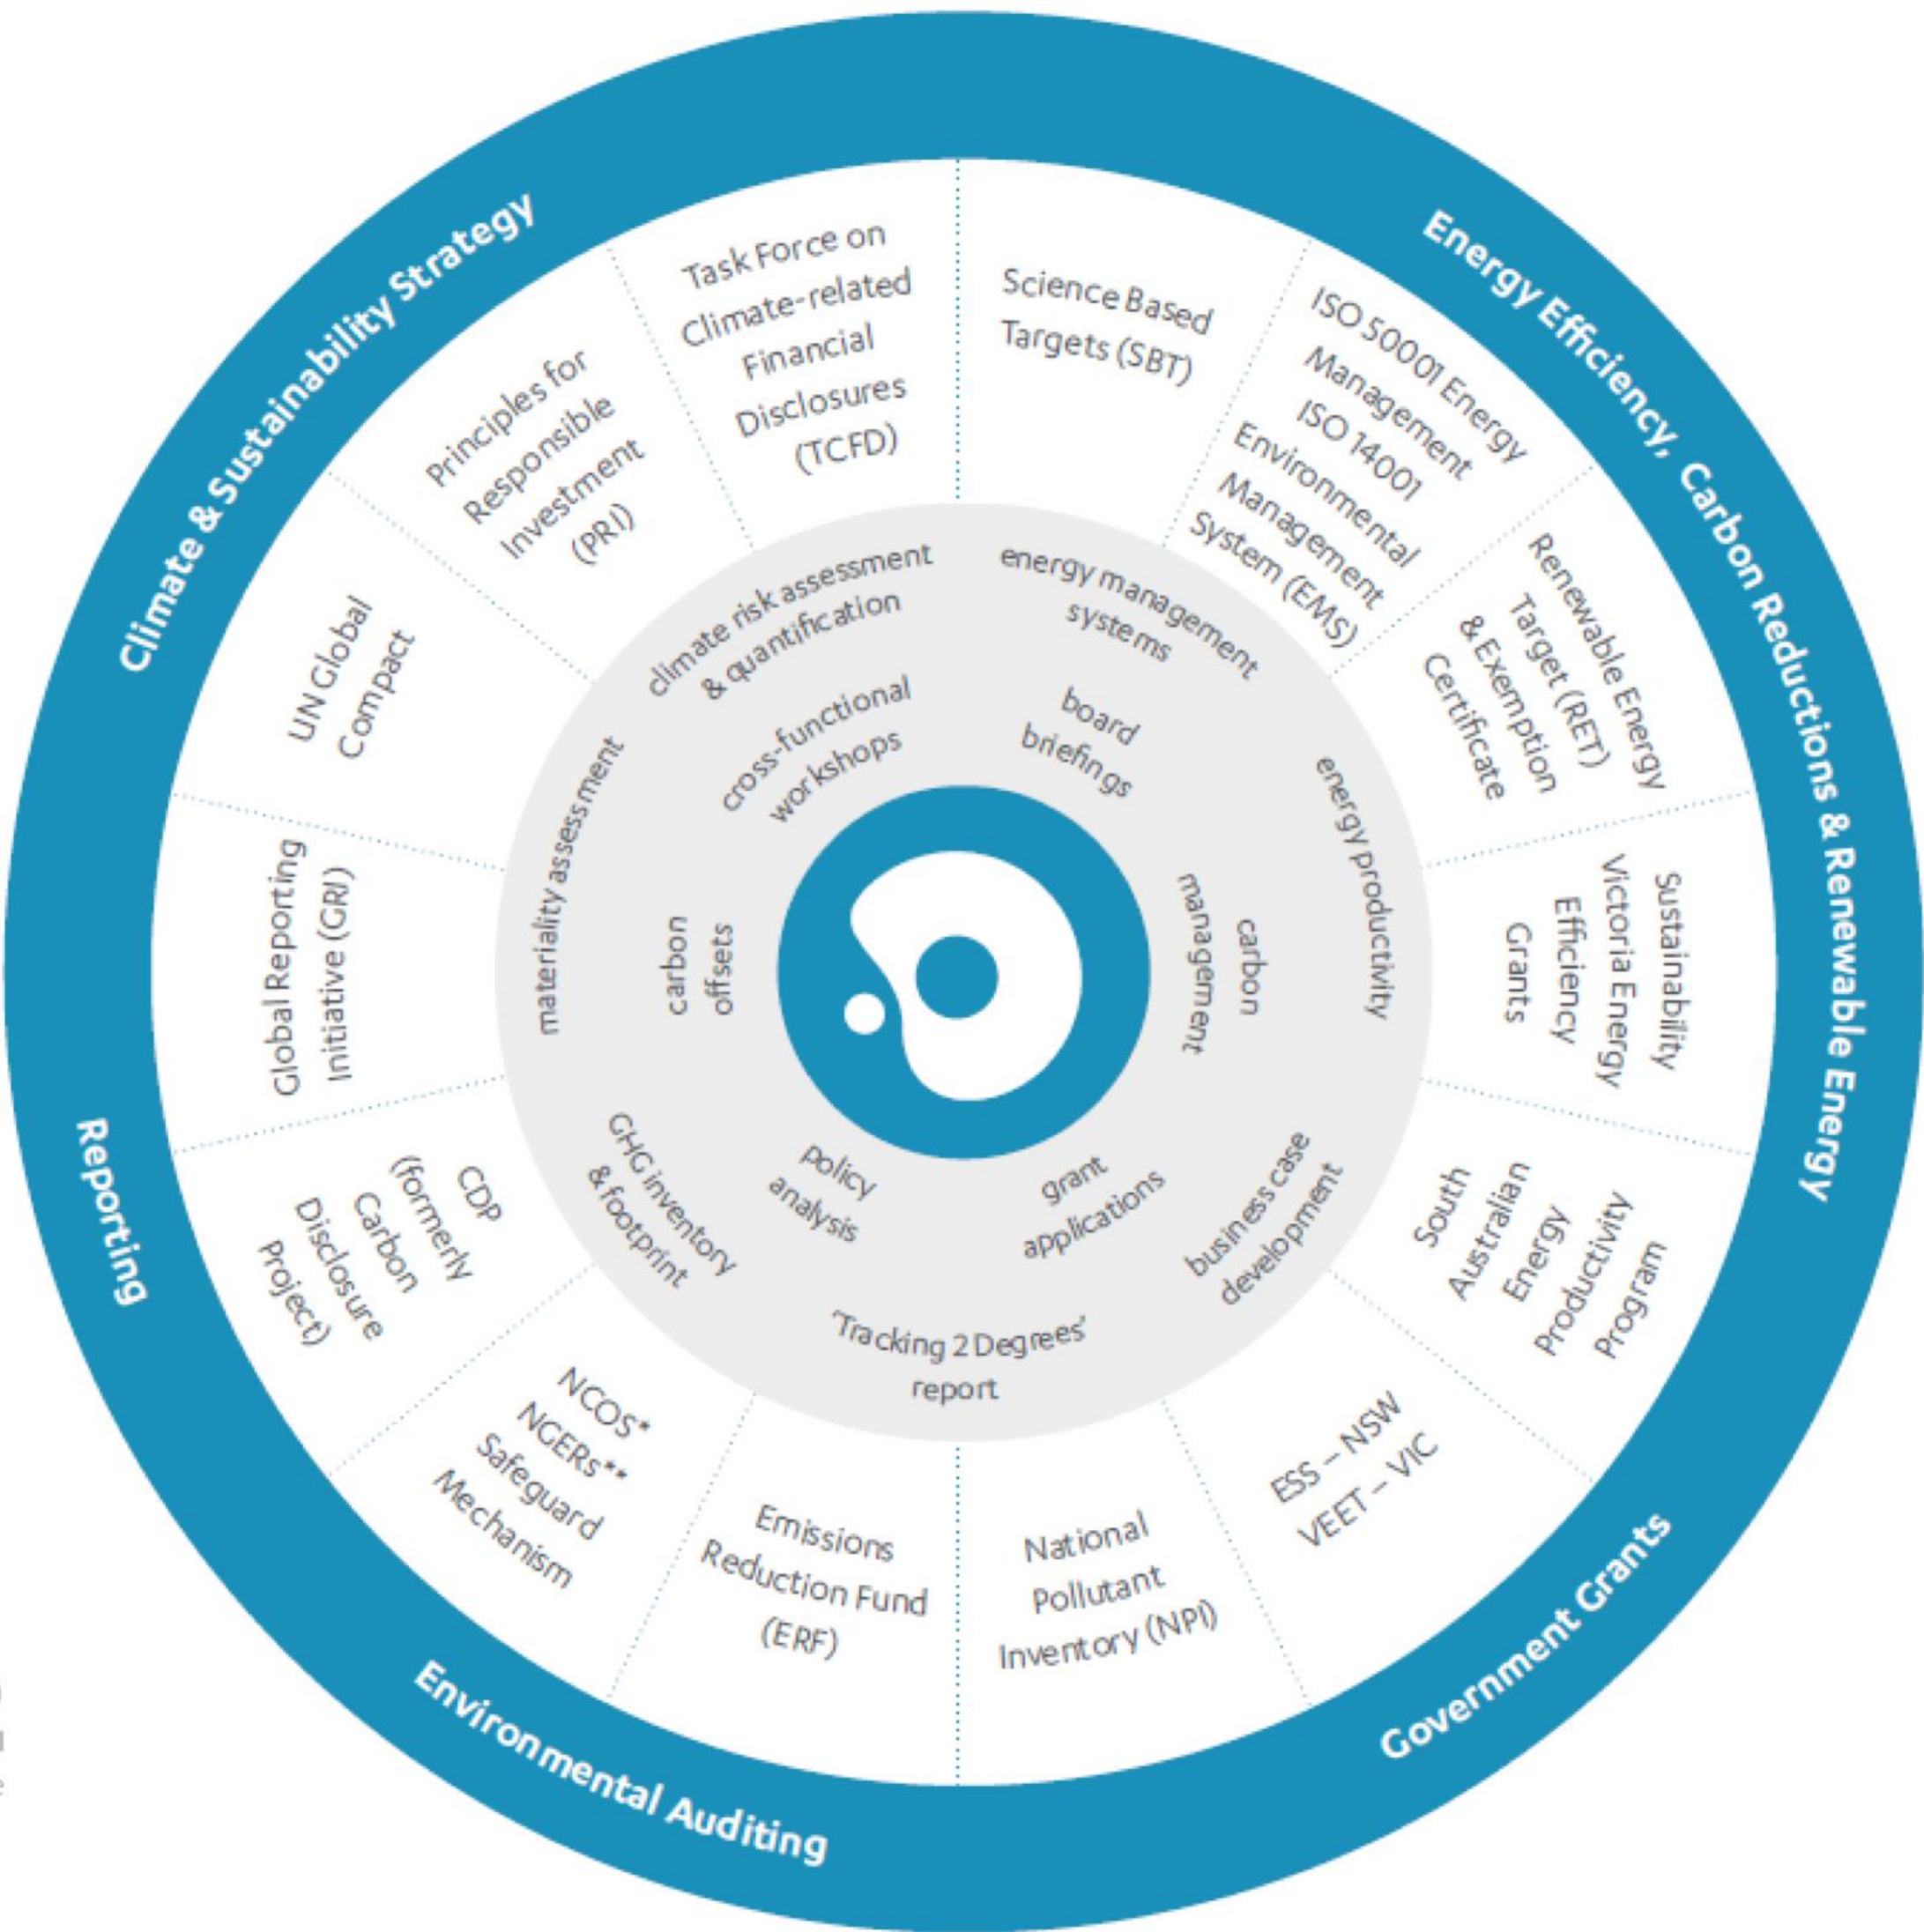 Climate & Sustainability Strategy
Energy Efficiency, Carbon Reductions & Renewable Energy
Government Grants
Environmental Auditing
Reporting
Task Force on
Climate-related
Financial
Disclosures
(TCFD)
Science Based
Targets (SBT)
ISO 50001 Energy
Management
ISO 14001
Environmental
Management
System (EMS)
Renewable Energy
Target (RET)
& Exemption
Certificate
Sustainability
Victoria Energy
Efficiency
Grants
South
Australian
Energy
Productivity
Program
ESS – NSW
VEET – VIC
National
Pollutant
Inventory (NPI)
Emissions
Reduction Fund
(ERF)
NCOS*
NGERs**
Safeguard
Mechanism
CDP
(formerly
Carbon
Disclosure
Project)
Global Reporting
Initiative (GRI)
UN Global
Compact
Principles for
Responsible
Investment
(PRI)
climate risk assessment
& quantification
energy management
systems
energy productivity
business case
development
'Tracking 2 Degrees'
report
GHG inventory
& footprint
materiality assessment
cross-functional
workshops
board
briefings
carbon
management
grant
applications
policy
analysis
carbon
offsets